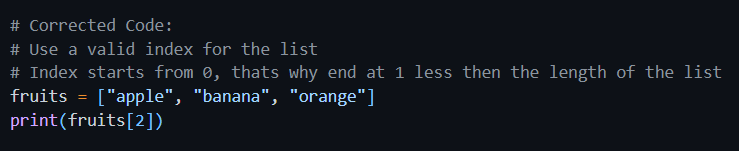 # Corrected Code:
# Use a valid index for the list
# Index starts from 0, thats why end at 1 less then the length of the list
fruits = ["apple", "banana", "orange"]
print(fruits[2])